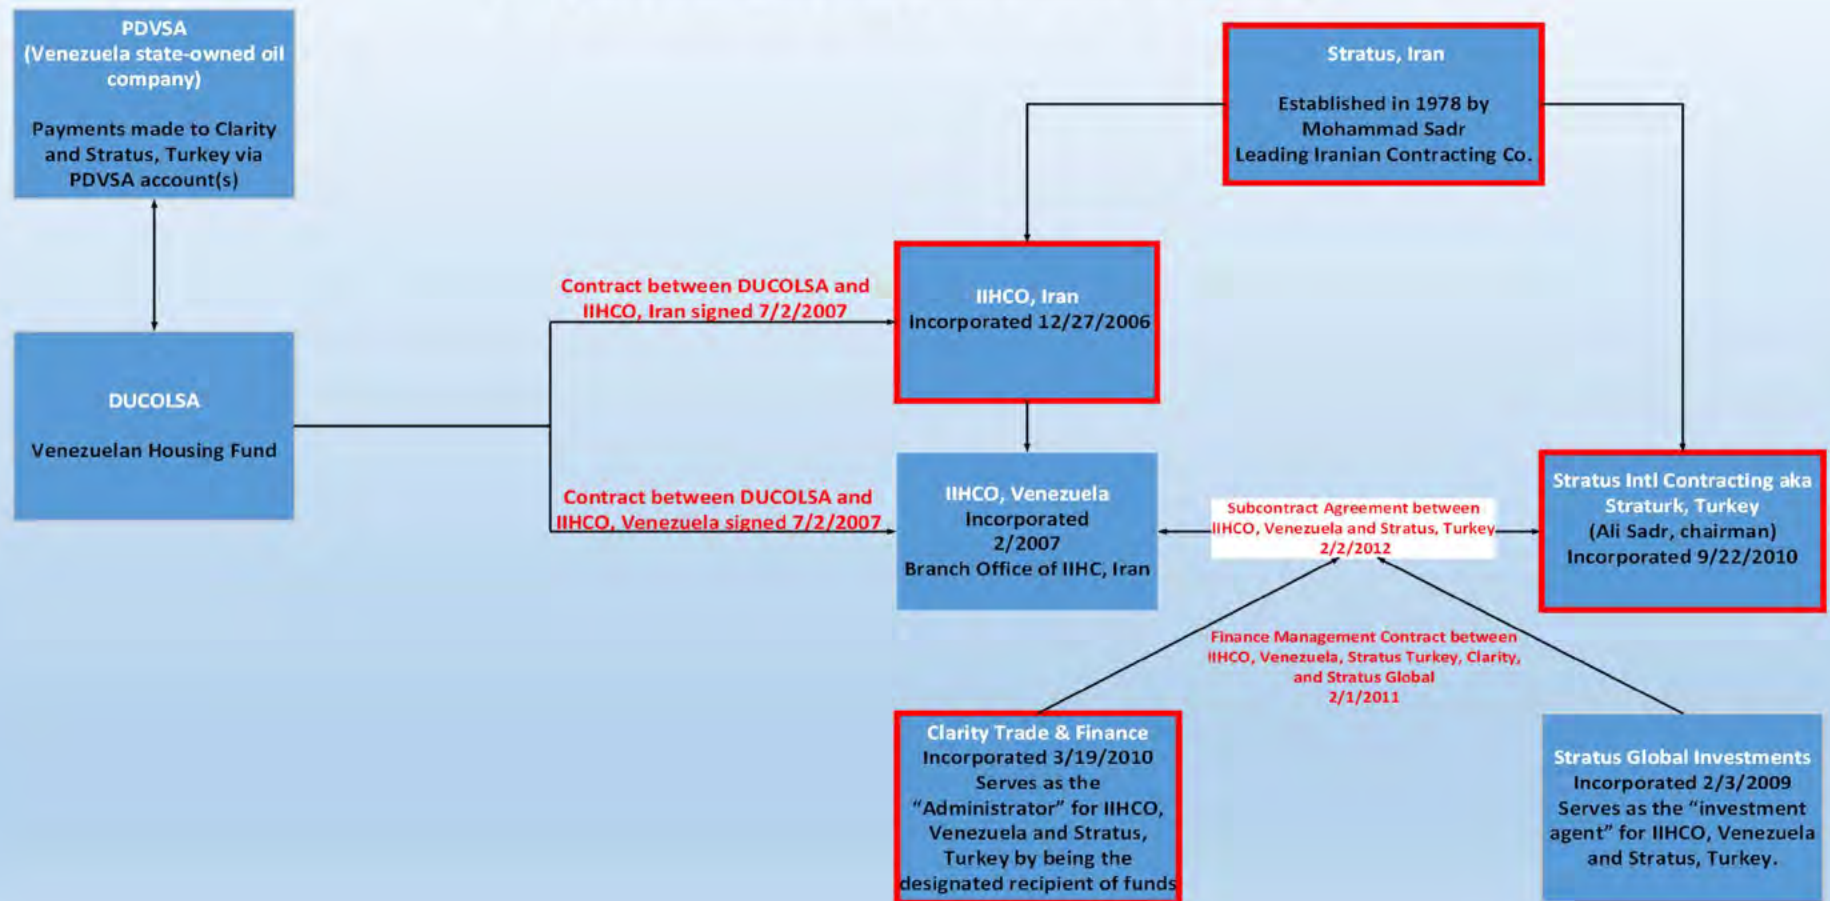 PDVSA
(Venezuela state-owned oil
company)
Payments made to Clarity
and Stratus, Turkey via
PDVSA account(s)
Stratus, Iran
Established in 1978 by
Mohammad Sadr
Leading Iranian Contracting Co.
Contract between DUCOLSA and
IIHCO, Iran signed 7/2/2007
IIHCO, Iran
Incorporated 12/27/2006
DUCOLSA
Venezuelan Housing Fund
Contract between DUCOLSA and
IIHCO, Venezuela signed 7/2/2007
IIHCO, Venezuela
Incorporated
2/2007
Branch Office of IIHC, Iran
Subcontract Agreement between
IIHCO, Venezuela and Stratus, Turkey
2/2/2012
Stratus Intl Contracting aka
Straturk, Turkey
(Ali Sadr, chairman)
Incorporated 9/22/2010
Finance Management Contract between
IIHCO, Venezuela, Stratus Turkey, Clarity,
and Stratus Global
2/1/2011
Clarity Trade & Finance
Incorporated 3/19/2010
Serves as the
“Administrator” for IIHCO,
Venezuela and Stratus,
Turkey by being the
designated recipient of funds
Stratus Global Investments
Incorporated 2/3/2009
Serves as the “investment
agent” for IIHCO, Venezuela
and Stratus, Turkey.